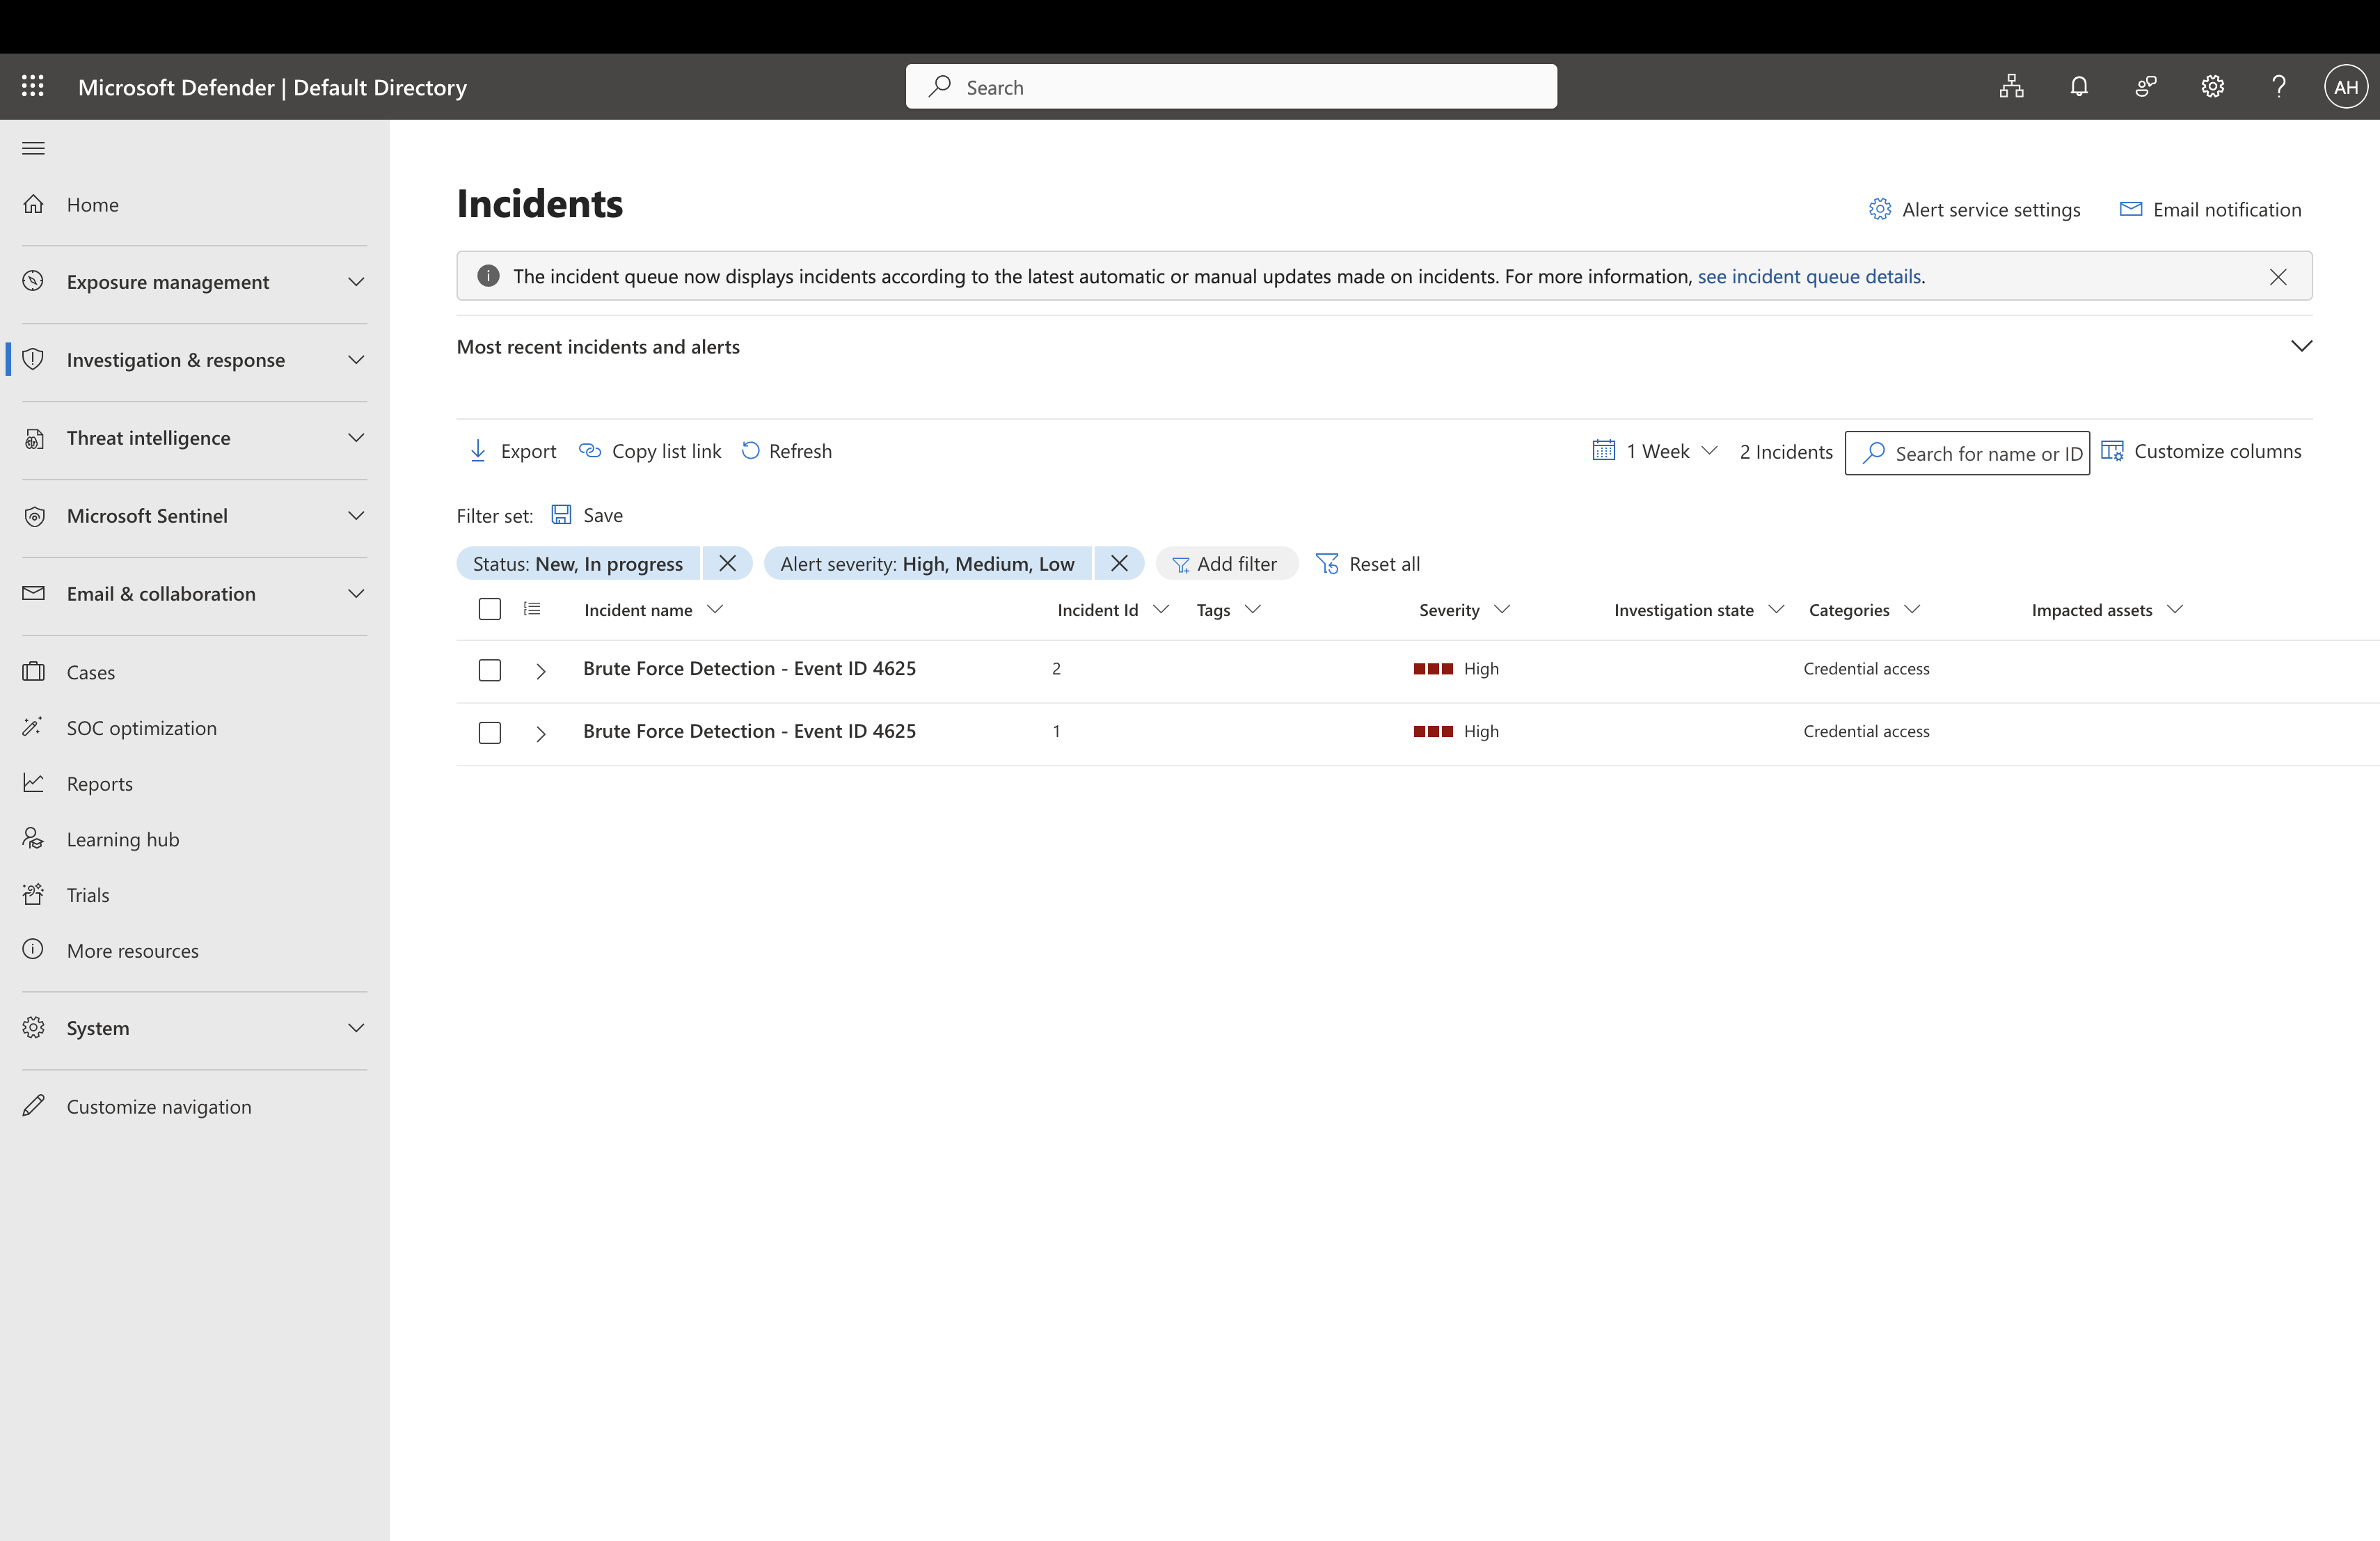 Microsoft Defender | Default Directory
Search
AH
Home
Exposure management
Investigation & response
Threat intelligence
Microsoft Sentinel
Email & collaboration
Cases
SOC optimization
Reports
Learning hub
Trials
More resources
System
Customize navigation
Incidents
Alert service settings Email notification
The incident queue now displays incidents according to the latest automatic or manual updates made on incidents. For more information, see incident queue details.
Most recent incidents and alerts
Export Copy list link Refresh 1 Week 2 Incidents Search for name or ID Customize columns
Filter set: Save
Status: New, In progress Alert severity: High, Medium, Low Add filter Reset all
Incident name Incident Id Tags Severity Investigation state Categories Impacted assets
Brute Force Detection - Event ID 4625 2 High Credential access
Brute Force Detection - Event ID 4625 1 High Credential access